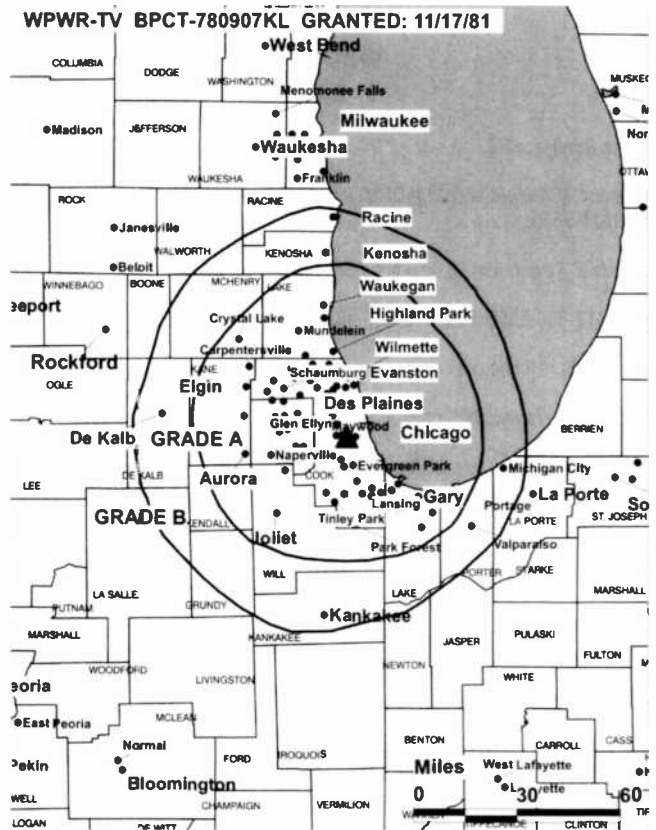 WPWR-TV BPCT-780907KL GRANTED: 11/17/81
West Bend
COLUMBIA
DODGE
WASHINGTON
Menomonee Falls
Milwaukee
Madison
JEFFERSON
Waukesha
WAUKESHA
Franklin
ROCK
RACINE
Racine
Janesville
WALWORTH
KENOSHA
Kenosha
Beloit
WINNEBAGO
BOONE
MCHENRY
LAKE
Waukegan
Crystal Lake
Mundelein
Highland Park
Rockford
Carpentersville
Wilmette
OGLE
KANE
Schaumburg
Evanston
Elgin
Des Plaines
De Kalb
GRADE A
Glen Ellyn
Chicago
BERRIEN
DE KALB
Naperville
COOK
Evergreen Park
Michigan City
LEE
Aurora
Lansing
Gary
Portage
La Porte
LA PORTE
ST JOSEPH
GRADE B
KENDALL
Joliet
Tinley Park
Park Forest
Valparaiso
WILL
LAKE
PORTER
STARKE
MARSHALL
LA SALLE
PUTNAM
GRUNDY
Kankakee
MARSHALL
KANKAKEE
NEWTON
JASPER
PULASKI
FULTON
WOODFORD
LIVINGSTON
WHITE
East Peoria
MCLEAN
BENTON
CARROLL
CASS
Normal
FORD
IROQUOIS
Miles
West Lafayette
Bloomington
0 30 60
CHAMPAIGN
VERMILION
LOGAN
DE WITT
WARREN
TIPPECANOE
CLINTON